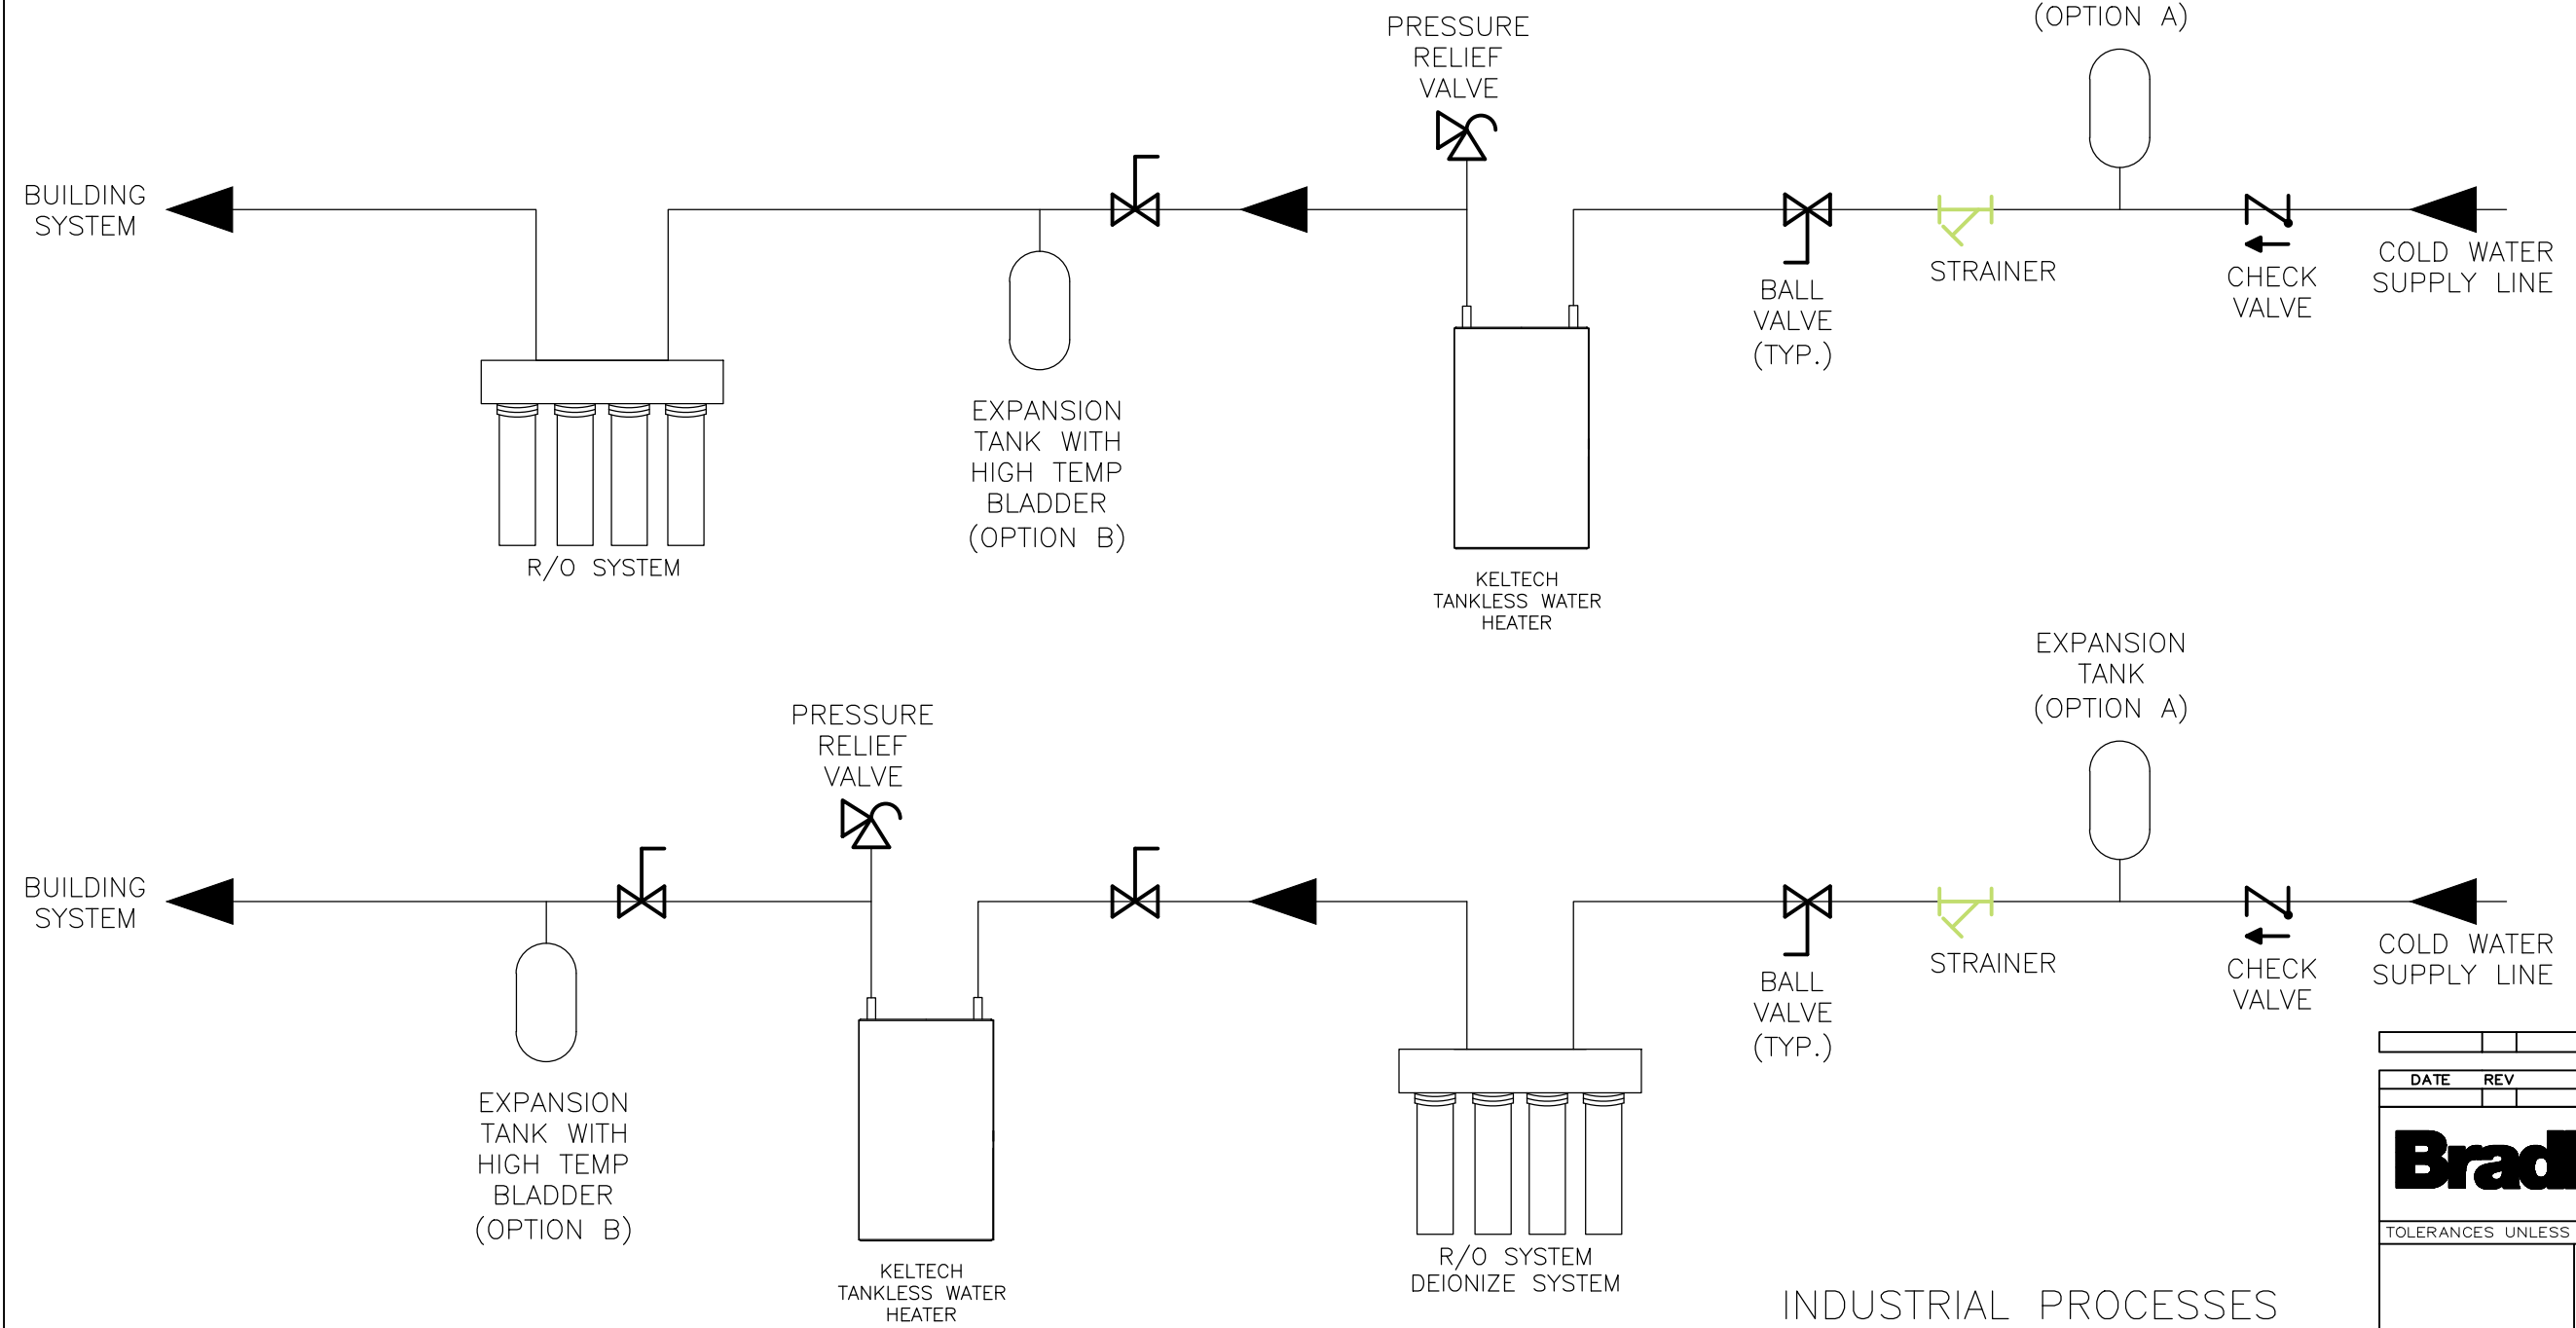 (OPTION A)
PRESSURE
RELIEF
VALVE
BUILDING
SYSTEM
COLD WATER
SUPPLY LINE
STRAINER
CHECK
VALVE
BALL
VALVE
(TYP.)
EXPANSION
TANK WITH
HIGH TEMP
BLADDER
(OPTION B)
R/O SYSTEM
KELTECH
TANKLESS WATER
HEATER
EXPANSION
TANK
(OPTION A)
PRESSURE
RELIEF
VALVE
BUILDING
SYSTEM
COLD WATER
SUPPLY LINE
STRAINER
CHECK
VALVE
BALL
VALVE
(TYP.)
EXPANSION
TANK WITH
HIGH TEMP
BLADDER
(OPTION B)
KELTECH
TANKLESS WATER
HEATER
R/O SYSTEM
DEIONIZE SYSTEM
INDUSTRIAL PROCESSES
DATE REV
Brad
TOLERANCES UNLESS